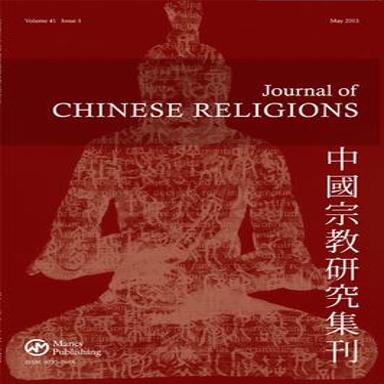 Volume 41 Issue 1
May 2013
Journal of
CHINESE RELIGIONS
中國宗教研究集刊
Maney
Publishing